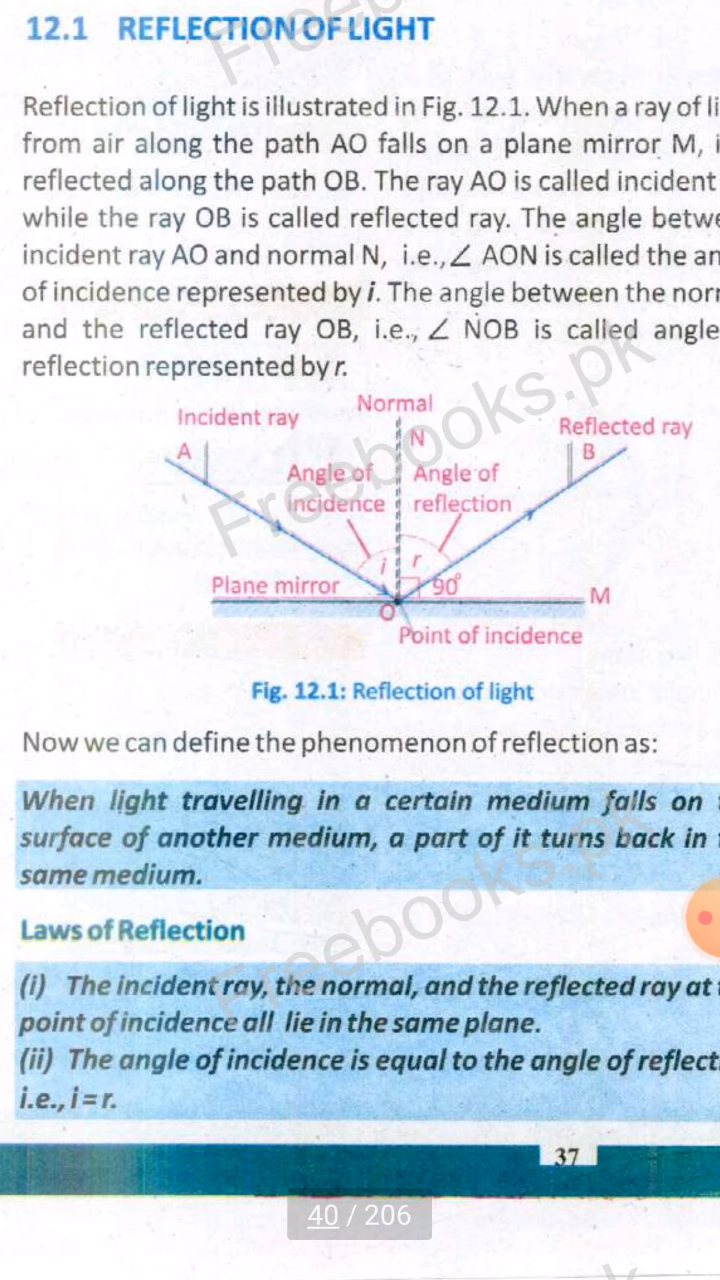 12.1 REFLECTION OF LIGHT
Reflection of light is illustrated in Fig. 12.1. When a ray of li
from air along the path AO falls on a plane mirror M, i
reflected along the path OB. The ray AO is called incident
while the ray OB is called reflected ray. The angle betwe
incident ray AO and normal N, i.e., ∠ AON is called the an
of incidence represented by i. The angle between the norr
and the reflected ray OB, i.e., ∠ NOB is called angle
reflection represented by r.
Normal
Incident ray
Reflected ray
N
A
B
Angle of
incidence
Angle of
reflection
i
r
Plane mirror
90°
M
O
Point of incidence
Fig. 12.1: Reflection of light
Now we can define the phenomenon of reflection as:
When light travelling in a certain medium falls on
surface of another medium, a part of it turns back in
same medium.
Laws of Reflection
(i) The incident ray, the normal, and the reflected ray at
point of incidence all lie in the same plane.
(ii) The angle of incidence is equal to the angle of reflect
i.e., i = r.
37
40 / 206
Freebooks.pk
Freebooks.pk